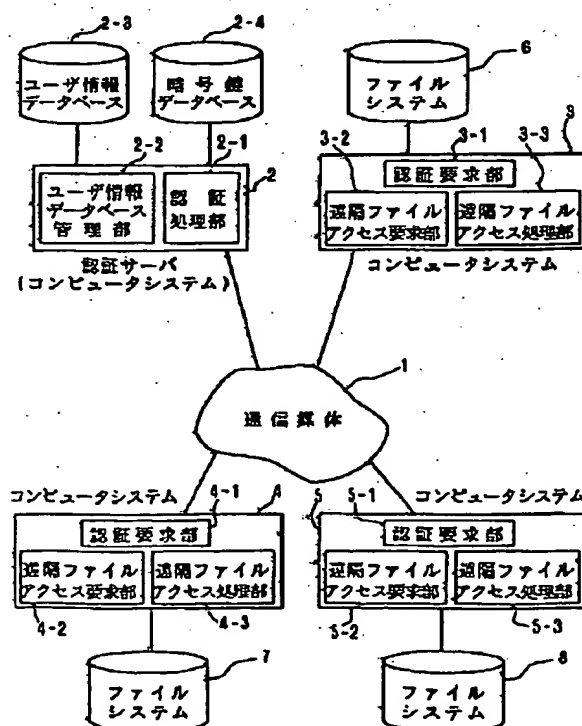 2-3
2-4
6
ユーザ情報
データベース
暗号鍵
データベース
ファイル
システム
2-2
2-1
2
3-2
3-1
3-3
3
ユーザ情報
データベース
管理部
認証
処理部
認証要求部
遠隔ファイル
アクセス要求部
遠隔ファイル
アクセス処理部
認証サーバ
(コンピュータシステム)
コンピュータシステム
1
通信媒体
コンピュータシステム
4-1
4
5
5-1
コンピュータシステム
認証要求部
認証要求部
遠隔ファイル
アクセス要求部
遠隔ファイル
アクセス処理部
遠隔ファイル
アクセス要求部
遠隔ファイル
アクセス処理部
4-2
4-3
5-2
5-3
7
8
ファイル
システム
ファイル
システム